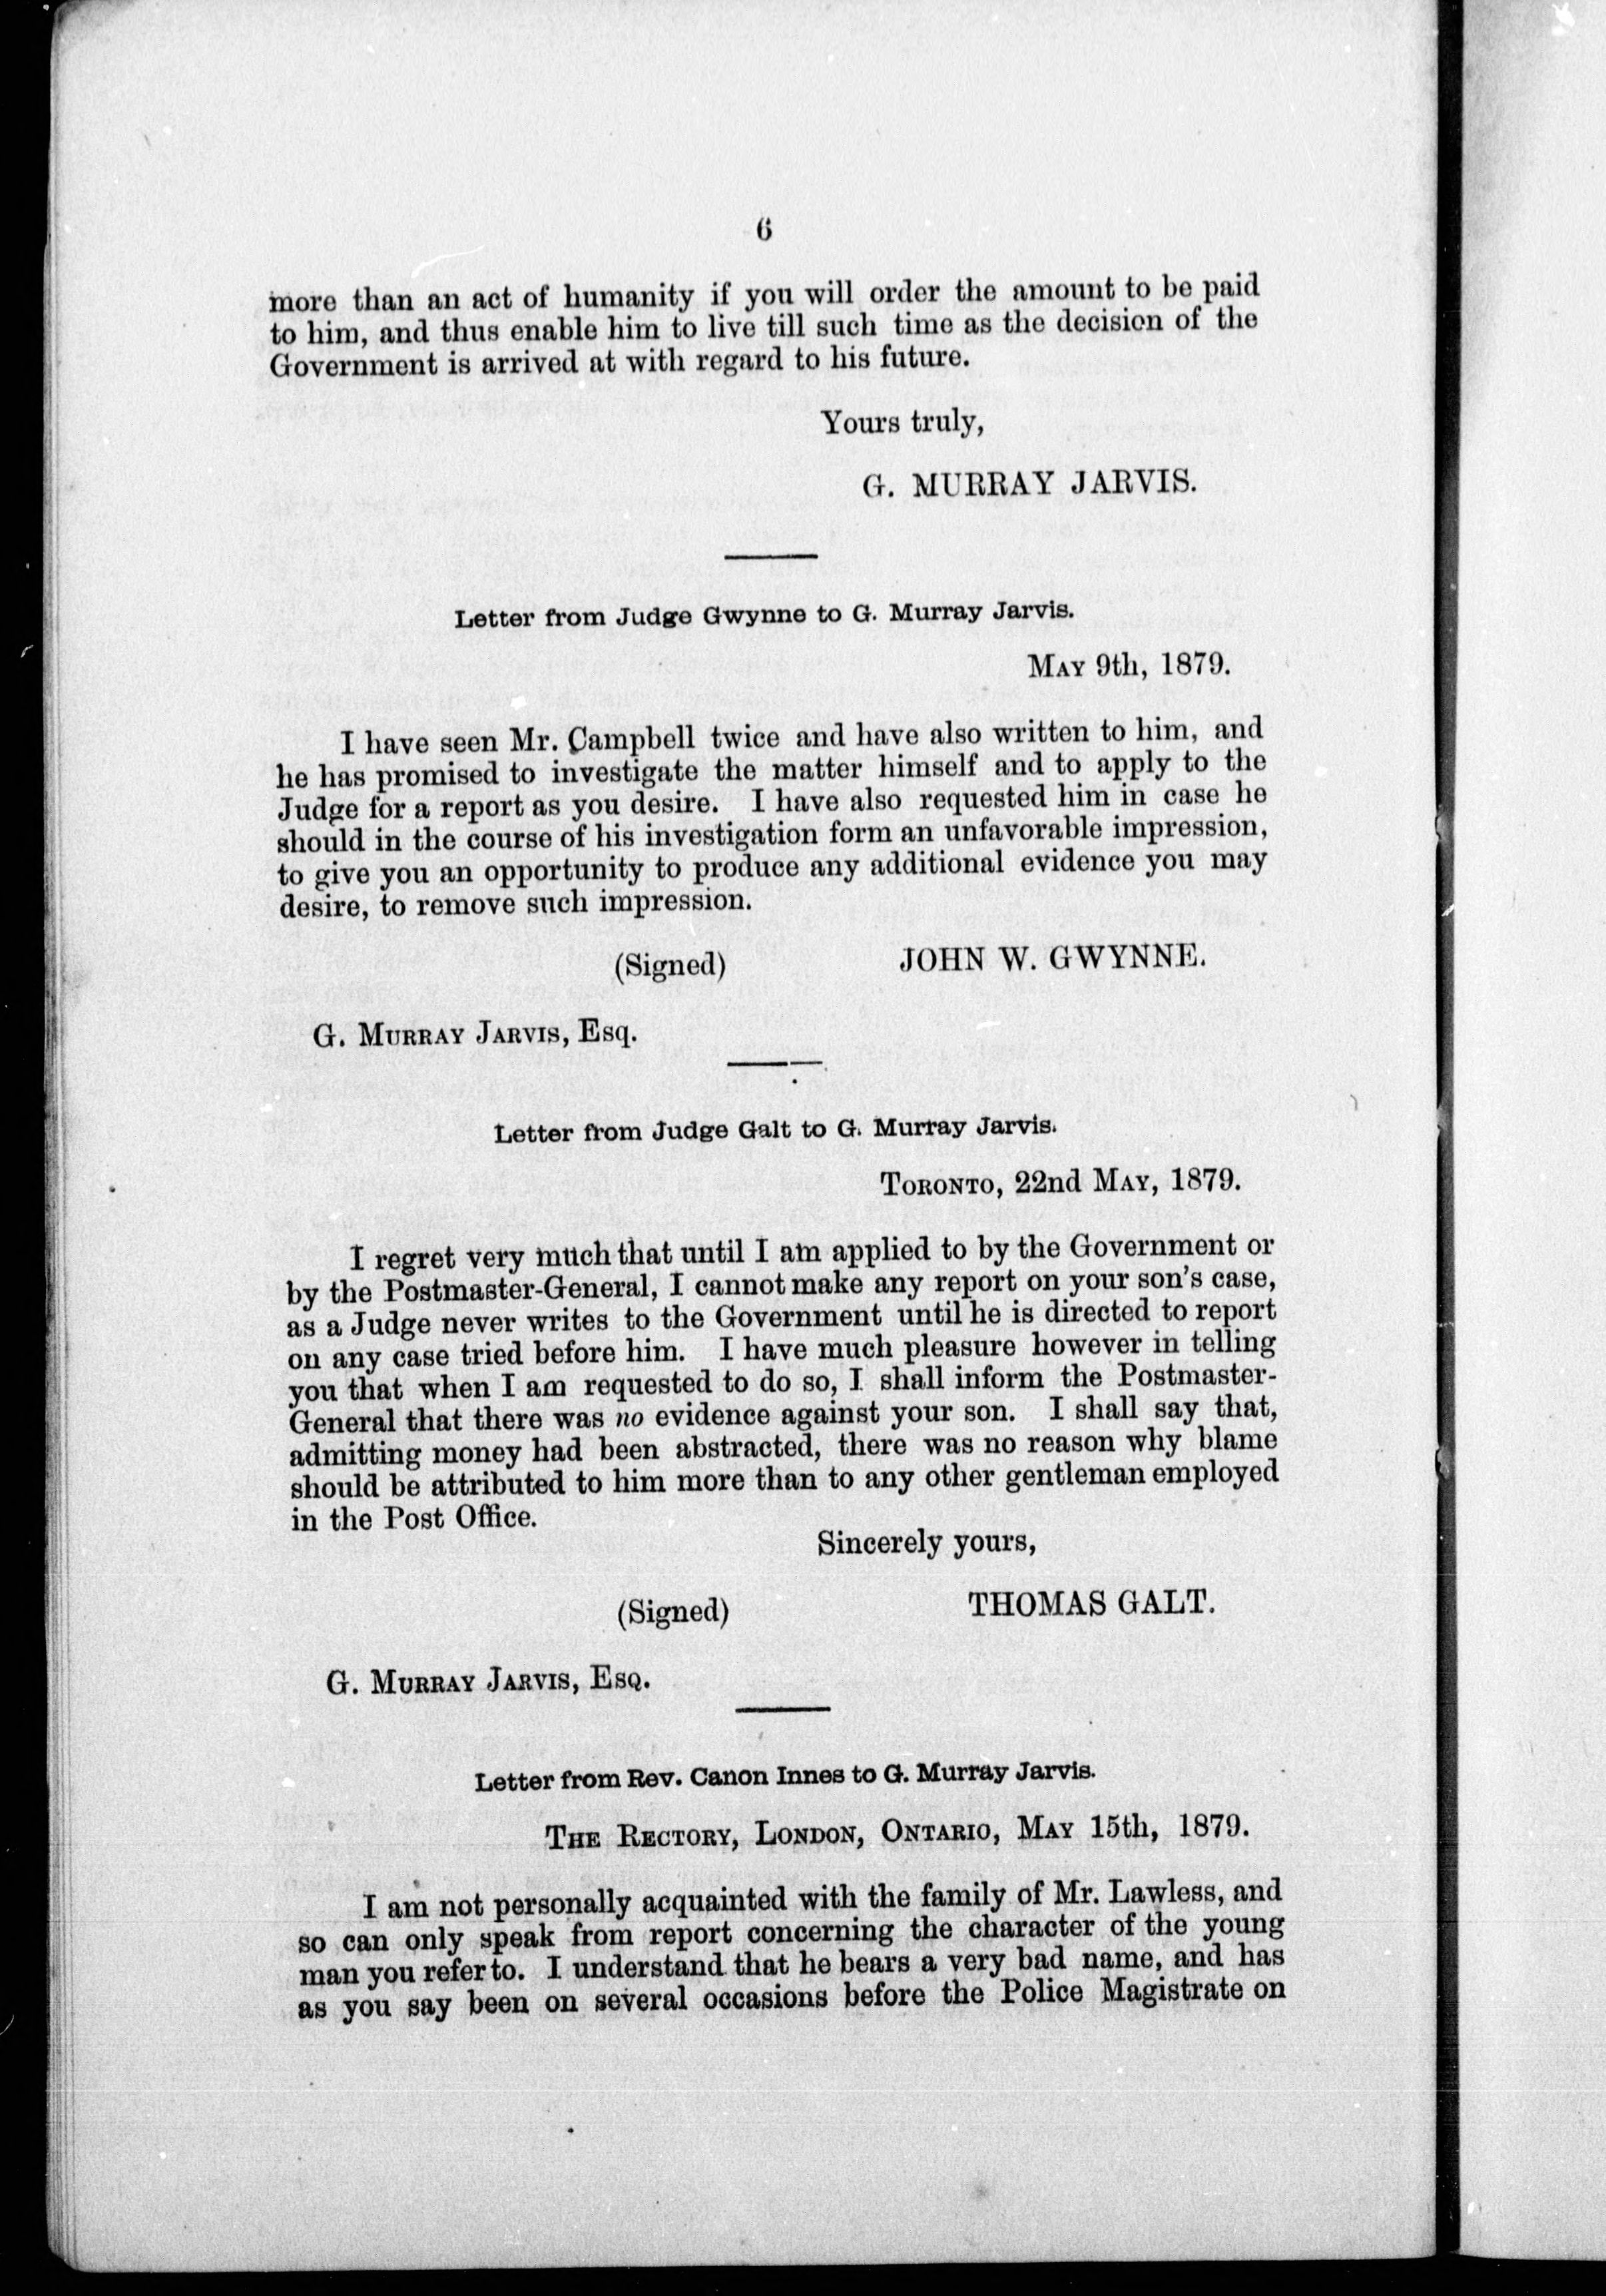 6
more than an act of humanity if you will order the amount to be paid
to him, and thus enable him to live till such time as the decision of the
Government is arrived at with regard to his future.
Yours truly,
G. MURRAY JARVIS.
Letter from Judge Gwynne to G. Murray Jarvis.
MAY 9th, 1879.
I have seen Mr. Campbell twice and have also written to him, and
he has promised to investigate the matter himself and to apply to the
Judge for a report as you desire. I have also requested him in case he
should in the course of his investigation form an unfavorable impression,
to give you an opportunity to produce any additional evidence you may
desire, to remove such impression.
(Signed) JOHN W. GWYNNE.
G. MURRAY JARVIS, Esq.
Letter from Judge Galt to G. Murray Jarvis.
TORONTO, 22nd MAY, 1879.
I regret very much that until I am applied to by the Government or
by the Postmaster-General, I cannot make any report on your son's case,
as a Judge never writes to the Government until he is directed to report
on any case tried before him. I have much pleasure however in telling
you that when I am requested to do so, I shall inform the Postmaster-
General that there was no evidence against your son. I shall say that,
admitting money had been abstracted, there was no reason why blame
should be attributed to him more than to any other gentleman employed
in the Post Office.
Sincerely yours,
(Signed) THOMAS GALT.
G. MURRAY JARVIS, ESQ.
Letter from Rev. Canon Innes to G. Murray Jarvis.
THE RECTORY, LONDON, ONTARIO, MAY 15th, 1879.
I am not personally acquainted with the family of Mr. Lawless, and
so can only speak from report concerning the character of the young
man you refer to. I understand that he bears a very bad name, and has
as you say been on several occasions before the Police Magistrate on